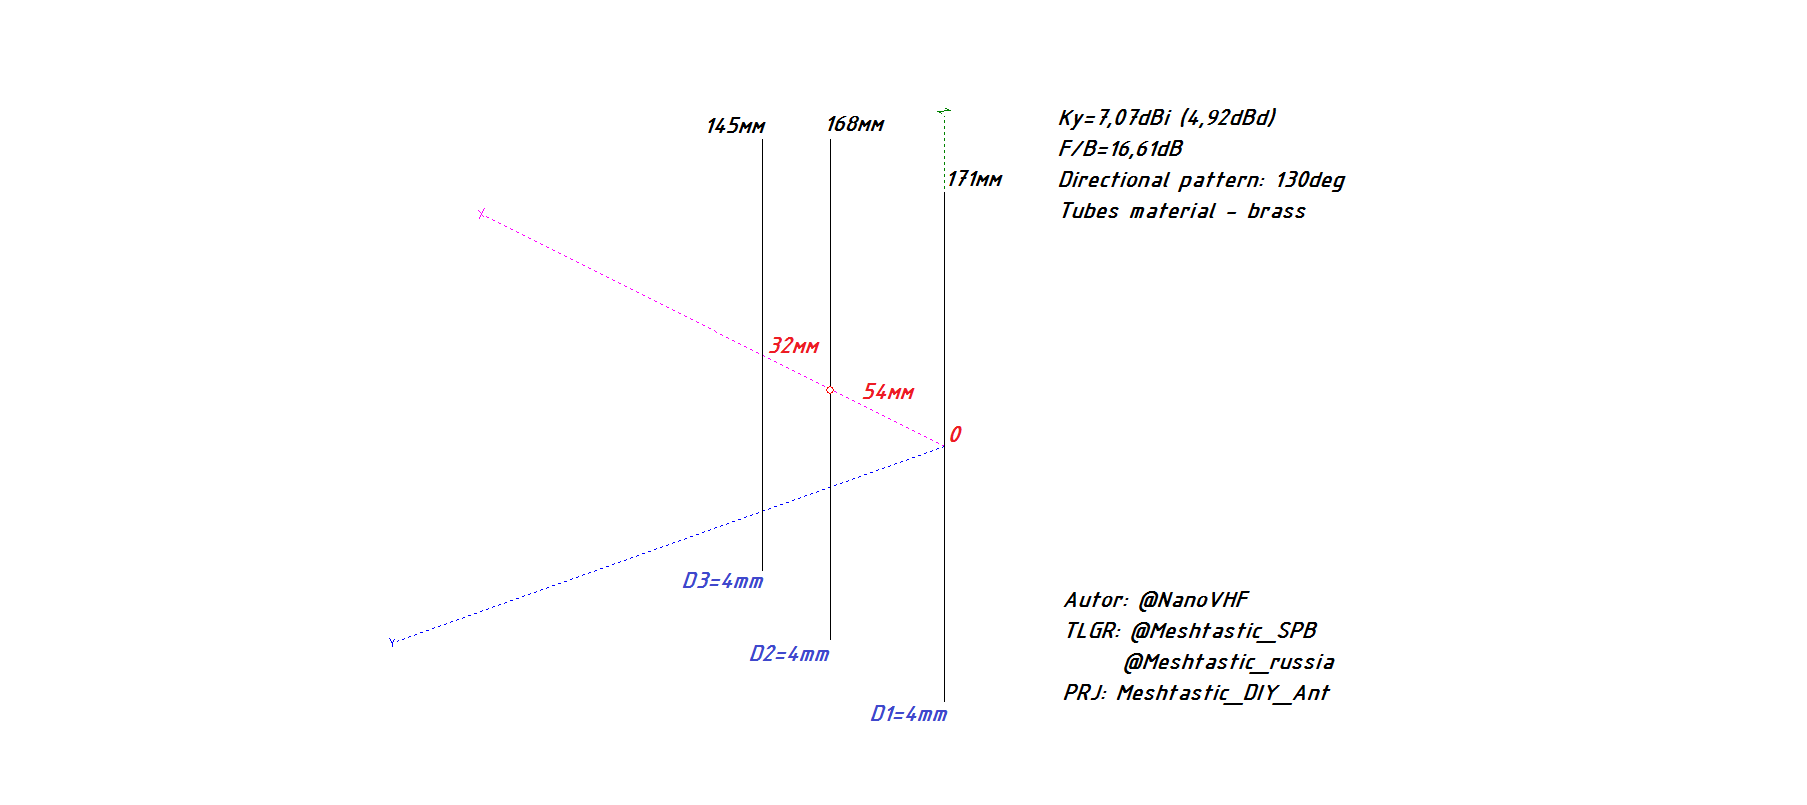 145мм
168мм
171мм
Ky=7,07dBi (4,92dBd)
F/B=16,61dB
Directional pattern: 130deg
Tubes material - brass
X
32мм
54мм
0
Y
D3=4mm
D2=4mm
D1=4mm
Autor: @NanoVHF
TLGR: @Meshtastic_SPB
@Meshtastic_russia
PRJ: Meshtastic_DIY_Ant